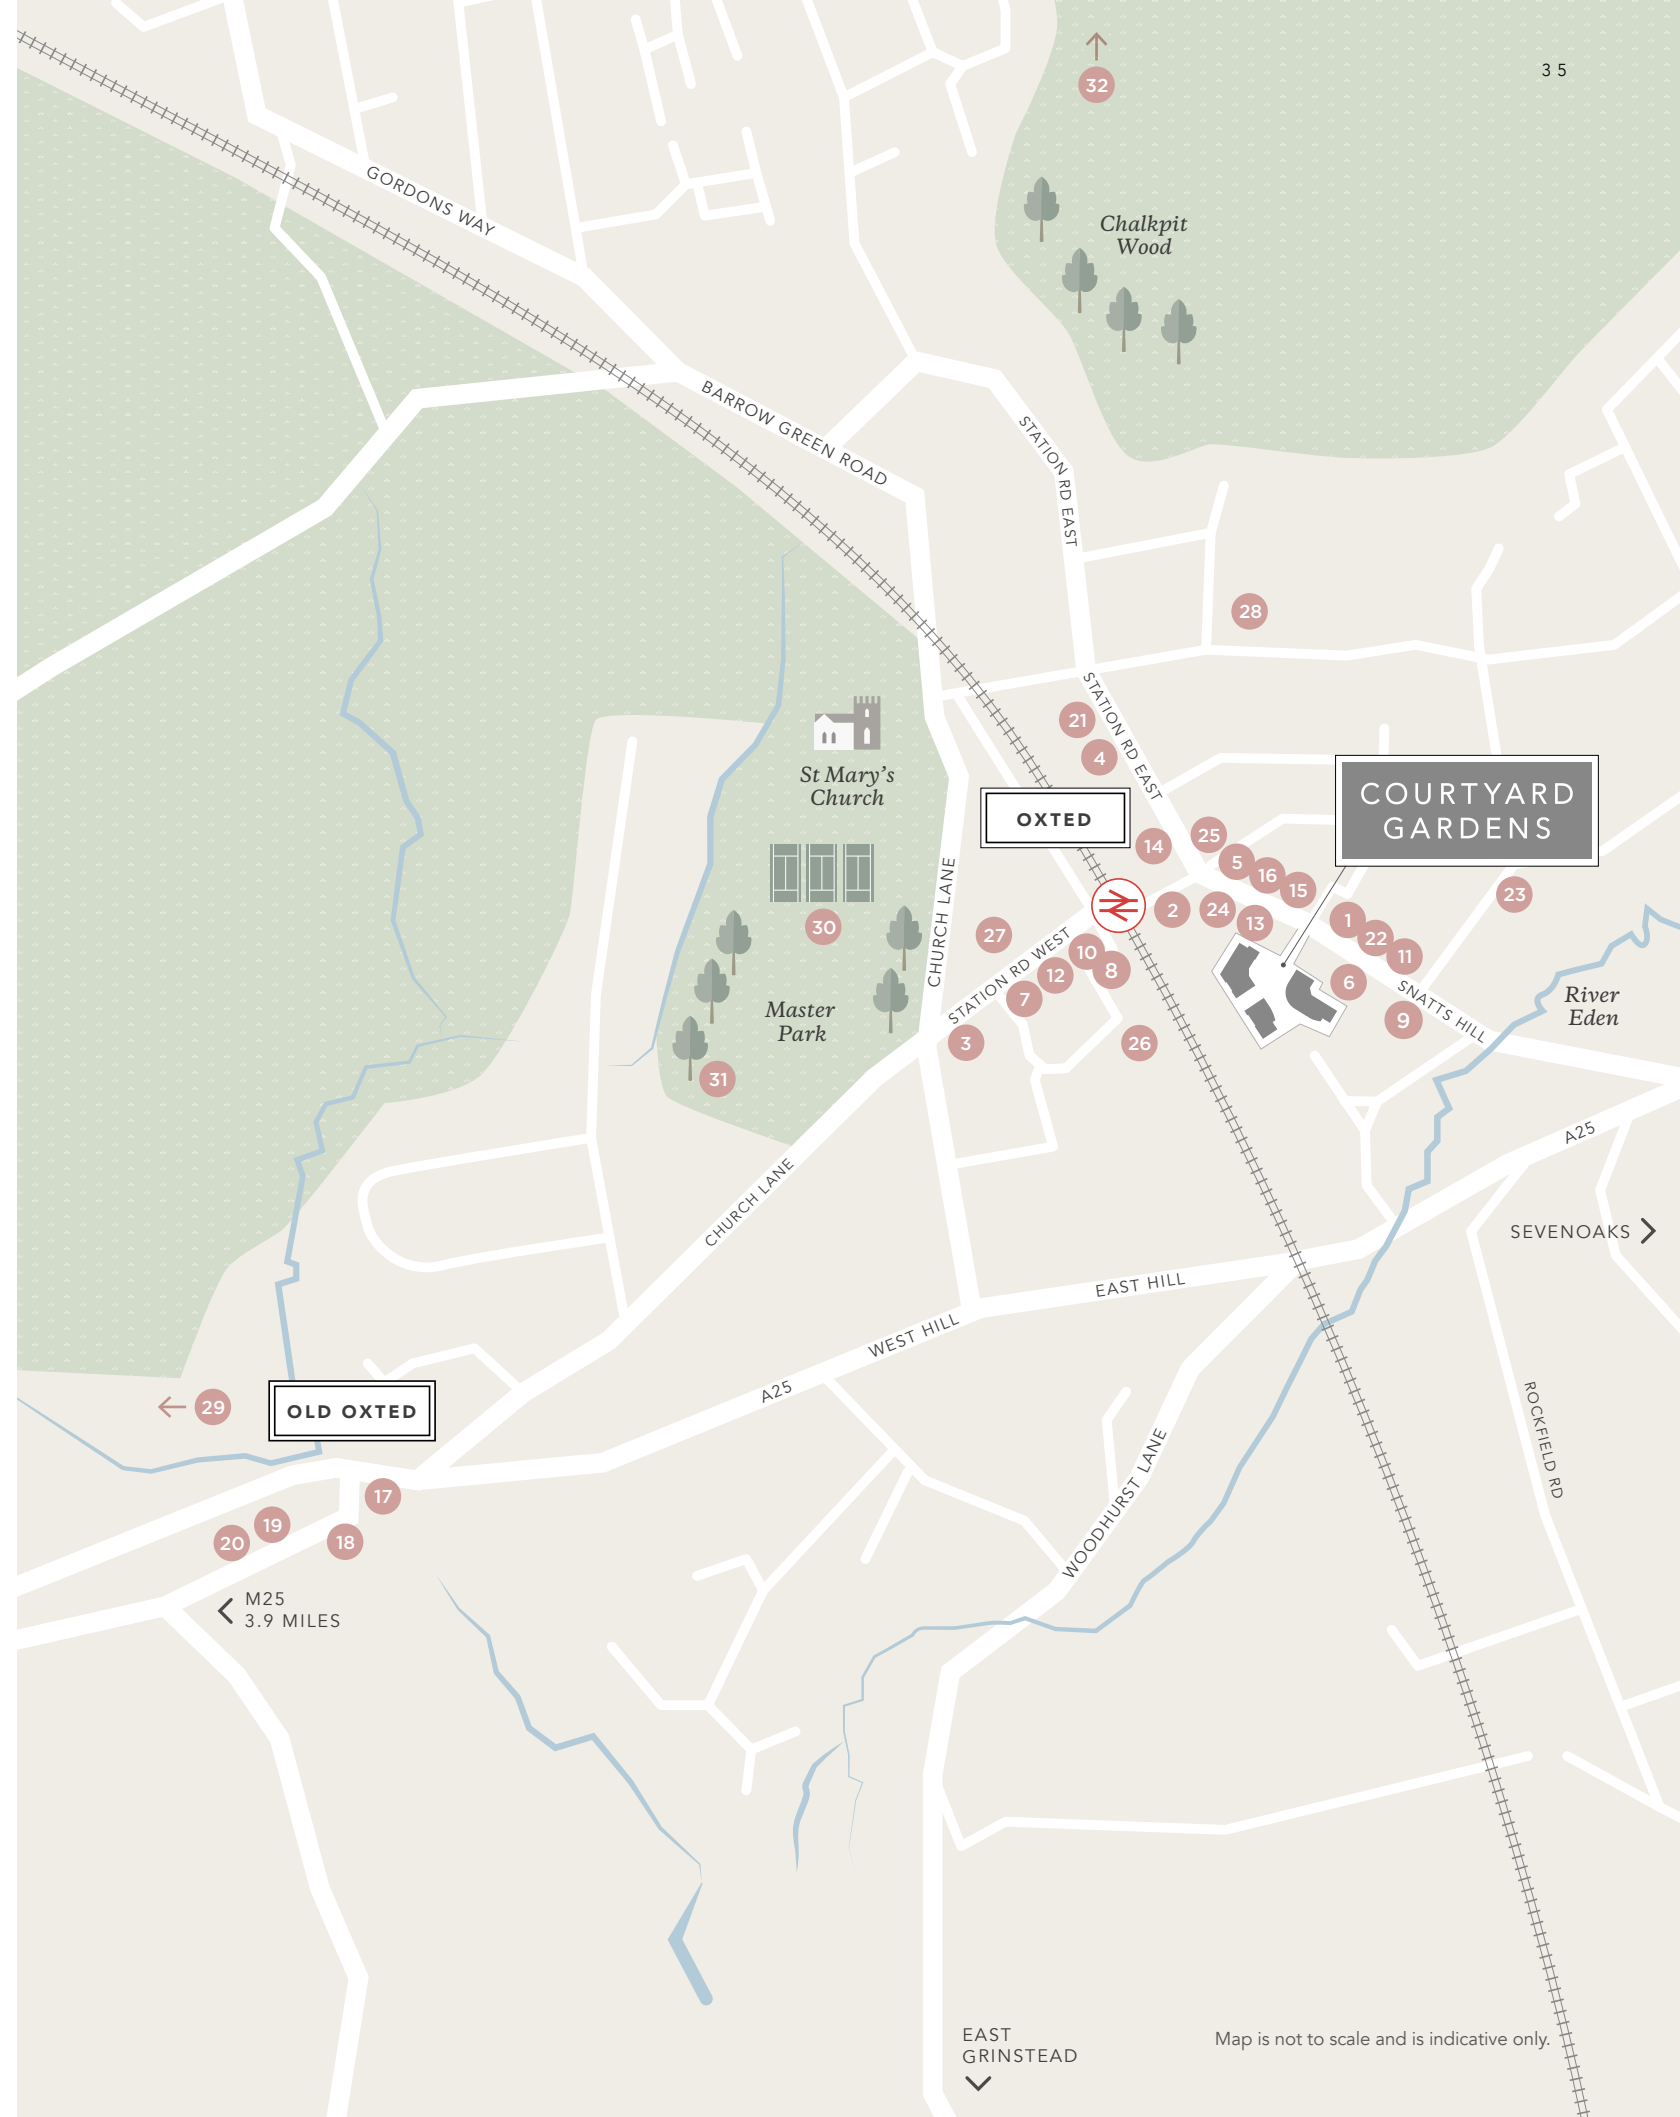 35
32
GORDONS WAY
Chalkpit
Wood
BARROW GREEN ROAD
STATION RD EAST
28
21
STATION RD EAST
4
St Mary's
Church
OXTED
COURTYARD
GARDENS
14
25
5
16
15
23
2
24
13
1
22
11
30
CHURCH LANE
27
STATION RD WEST
10
8
12
7
6
SNATTS HILL
9
River
Eden
Master
Park
3
26
31
A25
CHURCH LANE
SEVENOAKS
EAST HILL
WEST HILL
A25
29
OLD OXTED
ROCKFIELD RD
WOODHURST LANE
17
19
20
18
M25
3.9 MILES
EAST
GRINSTEAD
Map is not to scale and is indicative only.